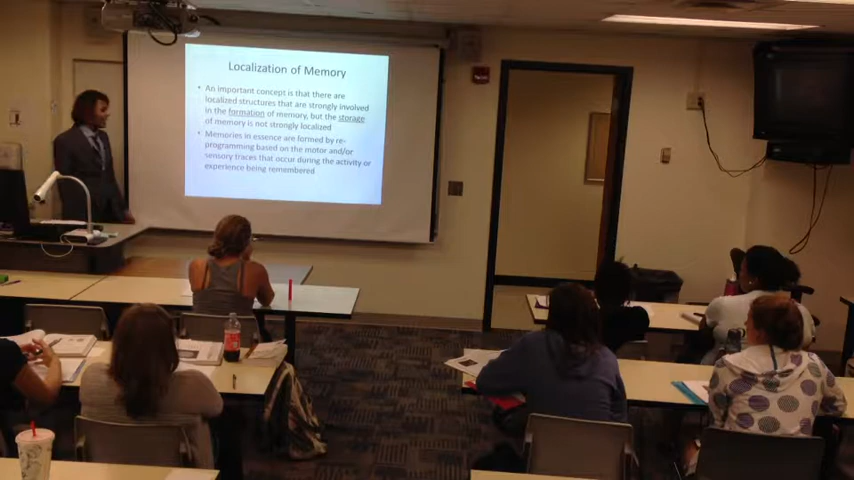 Localization of Memory
• An important concept is that there are
localized structures that are strongly involved
in the formation of memory, but the storage
of memory is not strongly localized
• Memories in essence are formed by re-
programming based on the motor and/or
sensory traces that occur during the activity or
experience being remembered